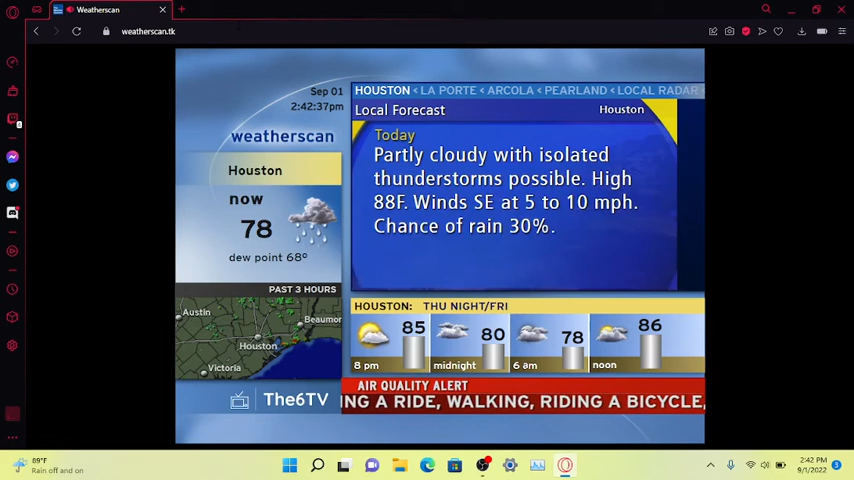 Weatherscan
weatherscan.tk
Sep 01
2:42:37pm
weatherscan
Houston
now
78
dew point 68°
PAST 3 HOURS
Austin
Beaumor
Houston
Victoria
The6TV
HOUSTON < LA PORTE < ARCOLA < PEARLAND < LOCAL RADAR <
Local Forecast
Houston
Today
Partly cloudy with isolated
thunderstorms possible. High
88F. Winds SE at 5 to 10 mph.
Chance of rain 30%.
HOUSTON: THU NIGHT/FRI
85
80
78
86
8 pm
midnight
6 am
noon
AIR QUALITY ALERT
ING A RIDE, WALKING, RIDING A BICYCLE,
89°F
Rain off and on
2:42 PM
9/1/2022
3